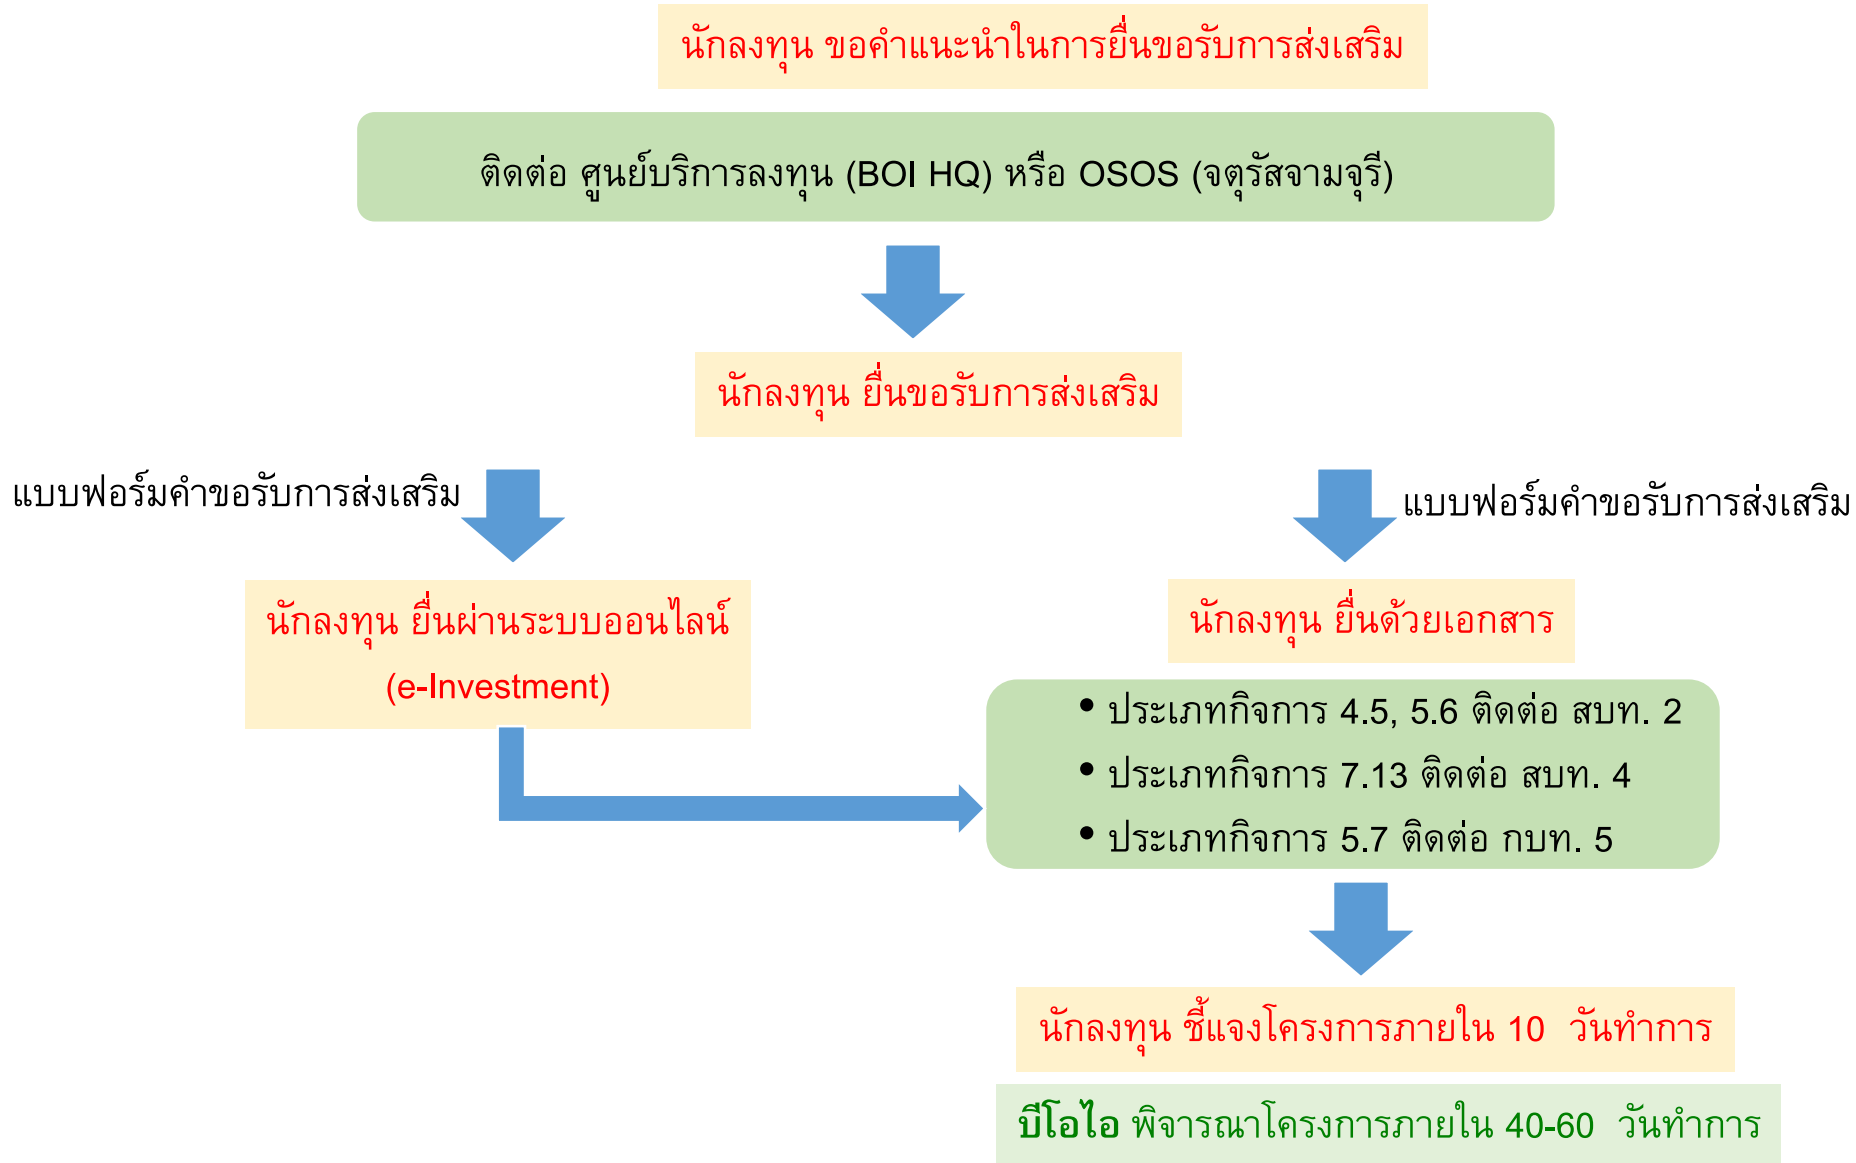 นักลงทุน ขอคำแนะนำในการยื่นขอรับการส่งเสริม
ติดต่อ ศูนย์บริการลงทุน (BOI HQ) หรือ OSOS (จตุรัสจามจุรี)
นักลงทุน ยื่นขอรับการส่งเสริม
แบบฟอร์มคำขอรับการส่งเสริม
แบบฟอร์มคำขอรับการส่งเสริม
นักลงทุน ยื่นผ่านระบบออนไลน์
(e-Investment)
นักลงทุน ยื่นด้วยเอกสาร
• ประเภทกิจการ 4.5, 5.6 ติดต่อ สบท. 2
• ประเภทกิจการ 7.13 ติดต่อ สบท. 4
• ประเภทกิจการ 5.7 ติดต่อ กบท. 5
นักลงทุน ชี้แจงโครงการภายใน 10 วันทำการ
บีโอไอ พิจารณาโครงการภายใน 40-60 วันทำการ